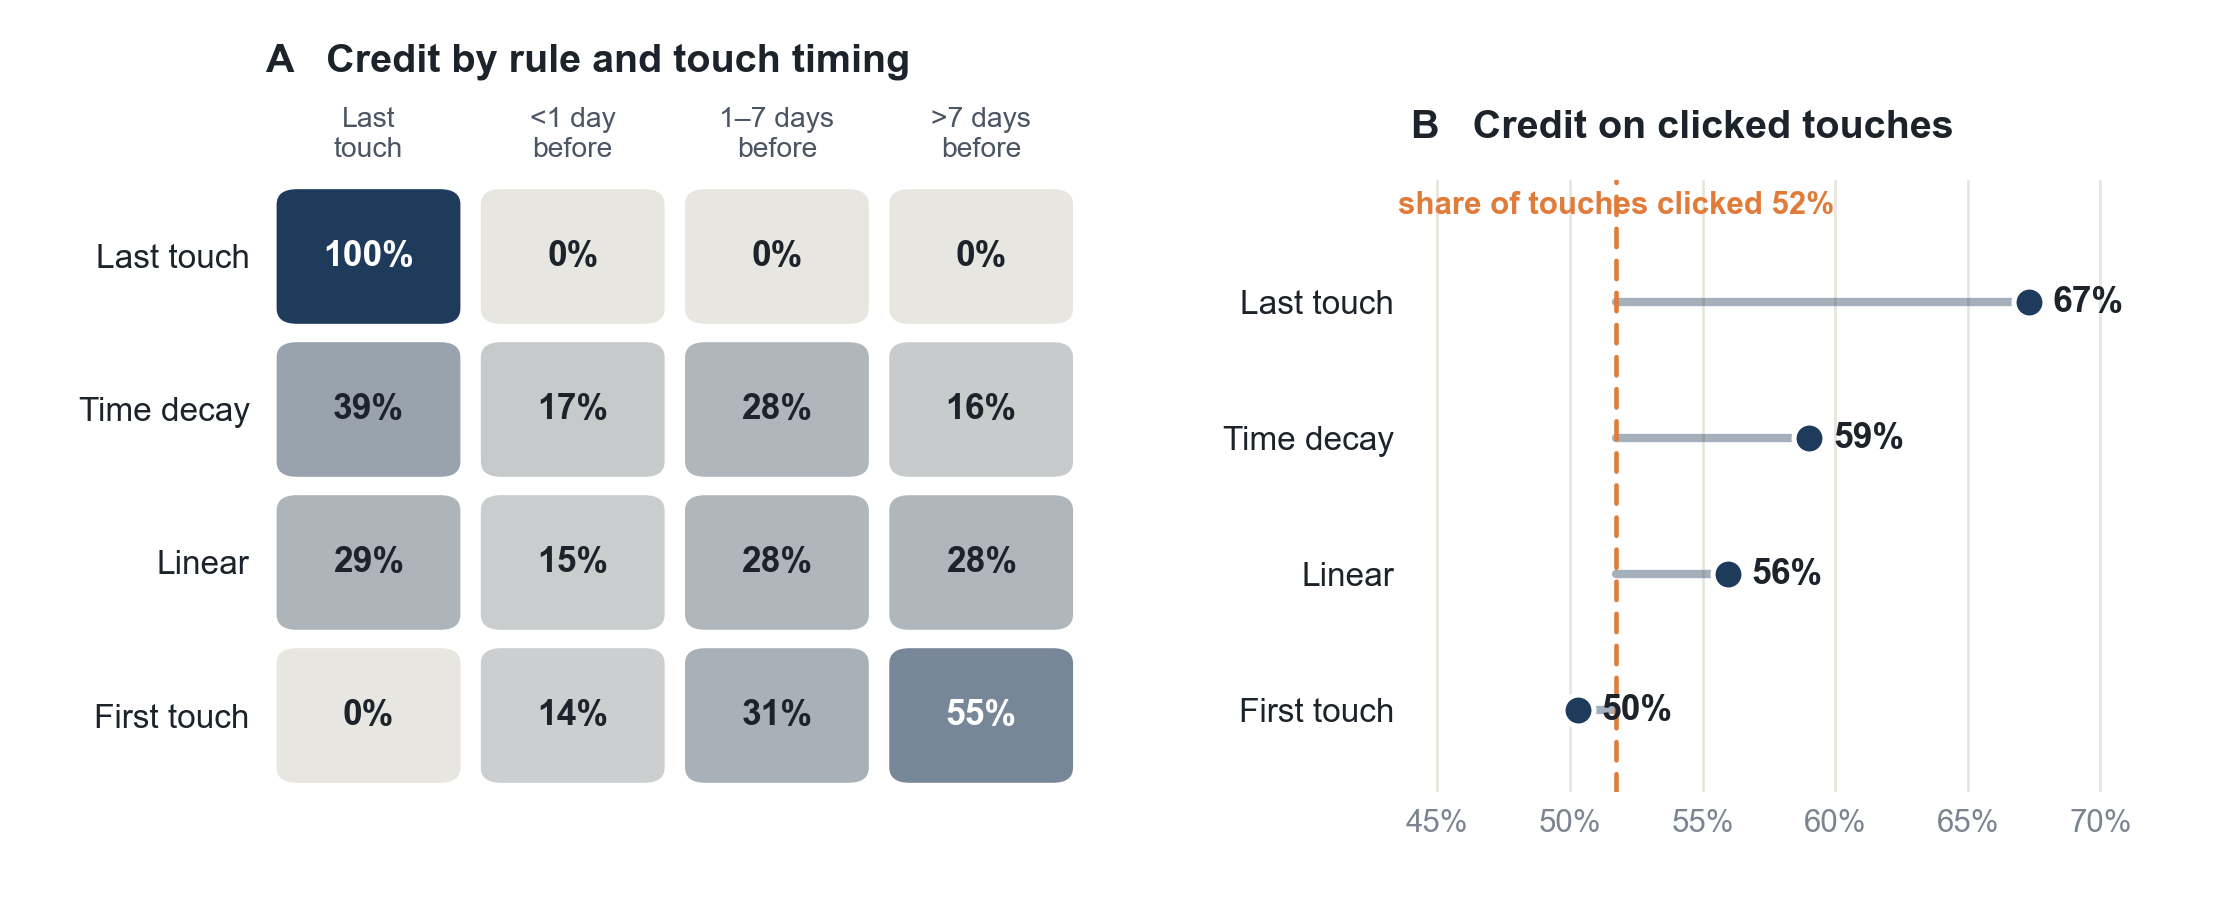 A Credit by rule and touch timing
Last touch
<1 day before
1–7 days before
>7 days before
Last touch 100% 0% 0% 0%
Time decay 39% 17% 28% 16%
Linear 29% 15% 28% 28%
First touch 0% 14% 31% 55%
B Credit on clicked touches
share of touches clicked 52%
Last touch 67%
Time decay 59%
Linear 56%
First touch 50%
45% 50% 55% 60% 65% 70%